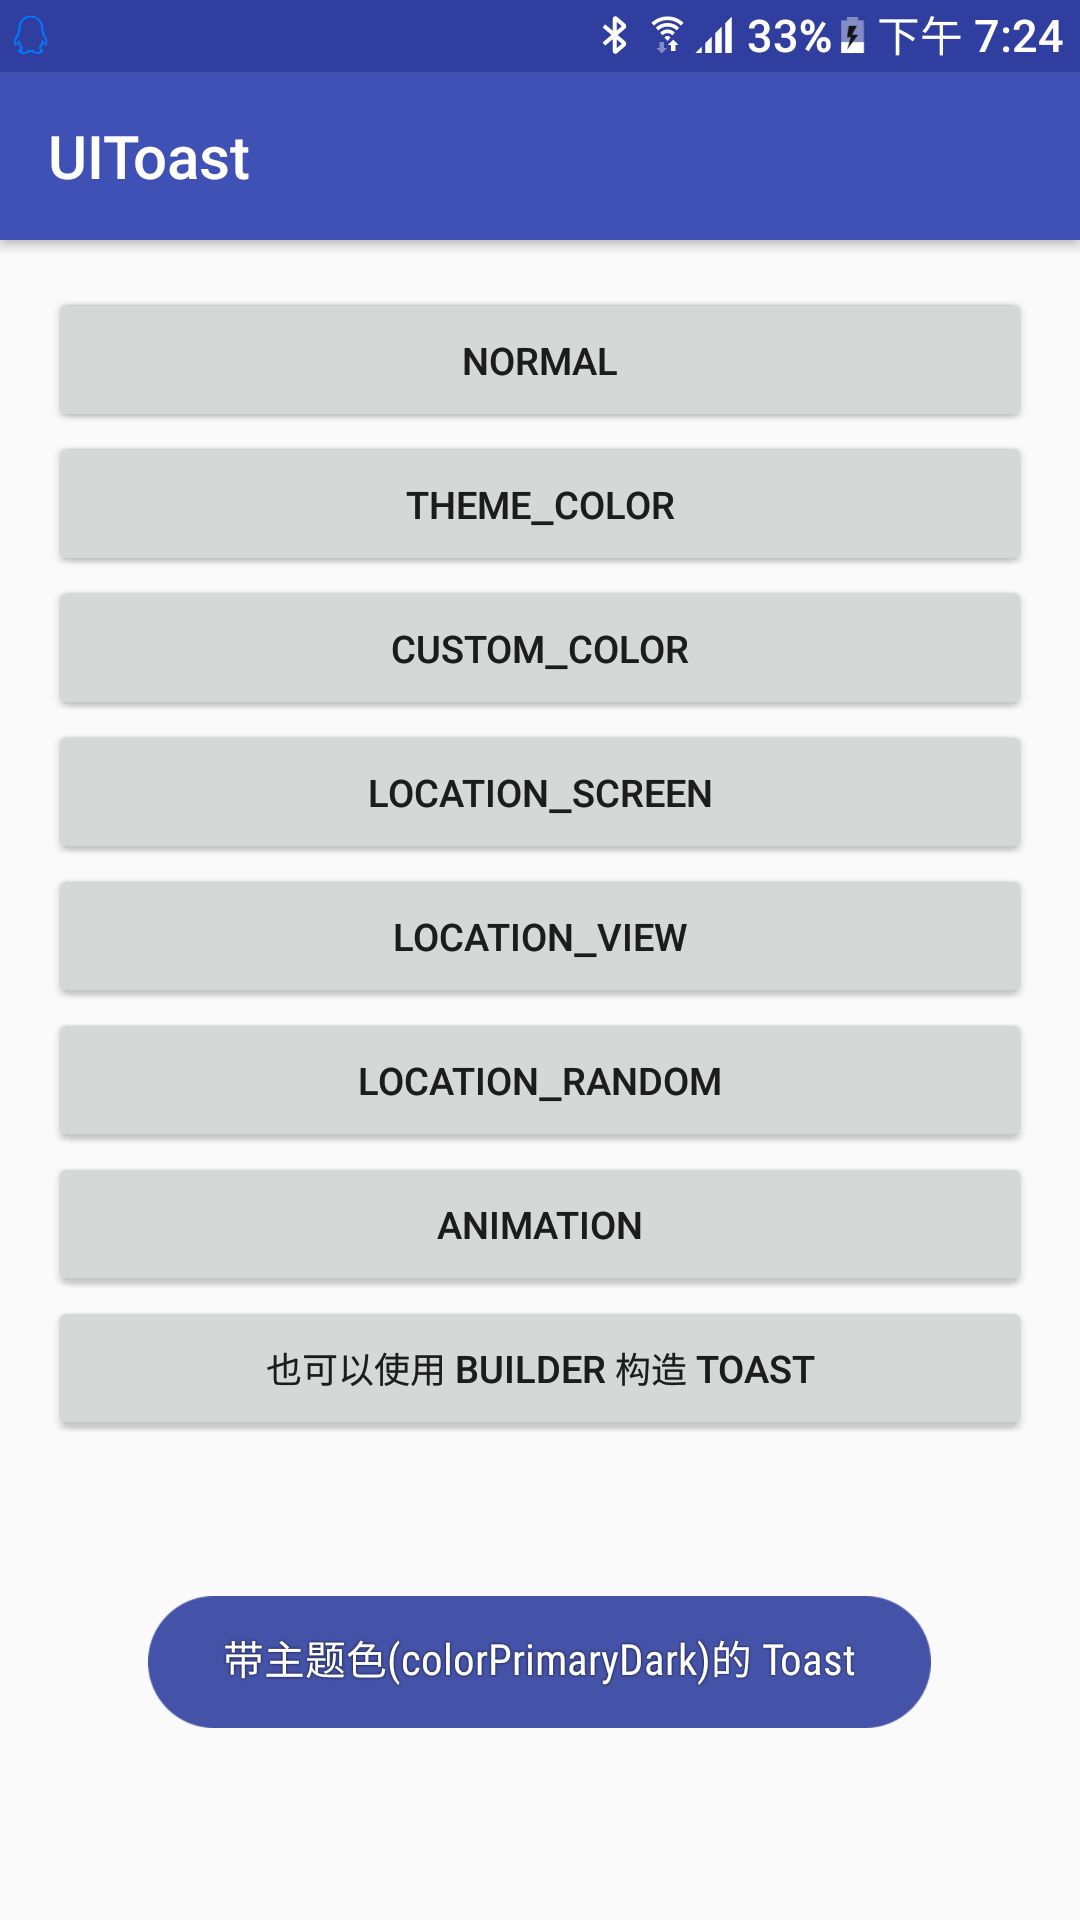 33% 下午 7:24
UIToast
NORMAL
THEME_COLOR
CUSTOM_COLOR
LOCATION_SCREEN
LOCATION_VIEW
LOCATION_RANDOM
ANIMATION
也可以使用 BUILDER 构造 TOAST
带主题色(colorPrimaryDark)的 Toast